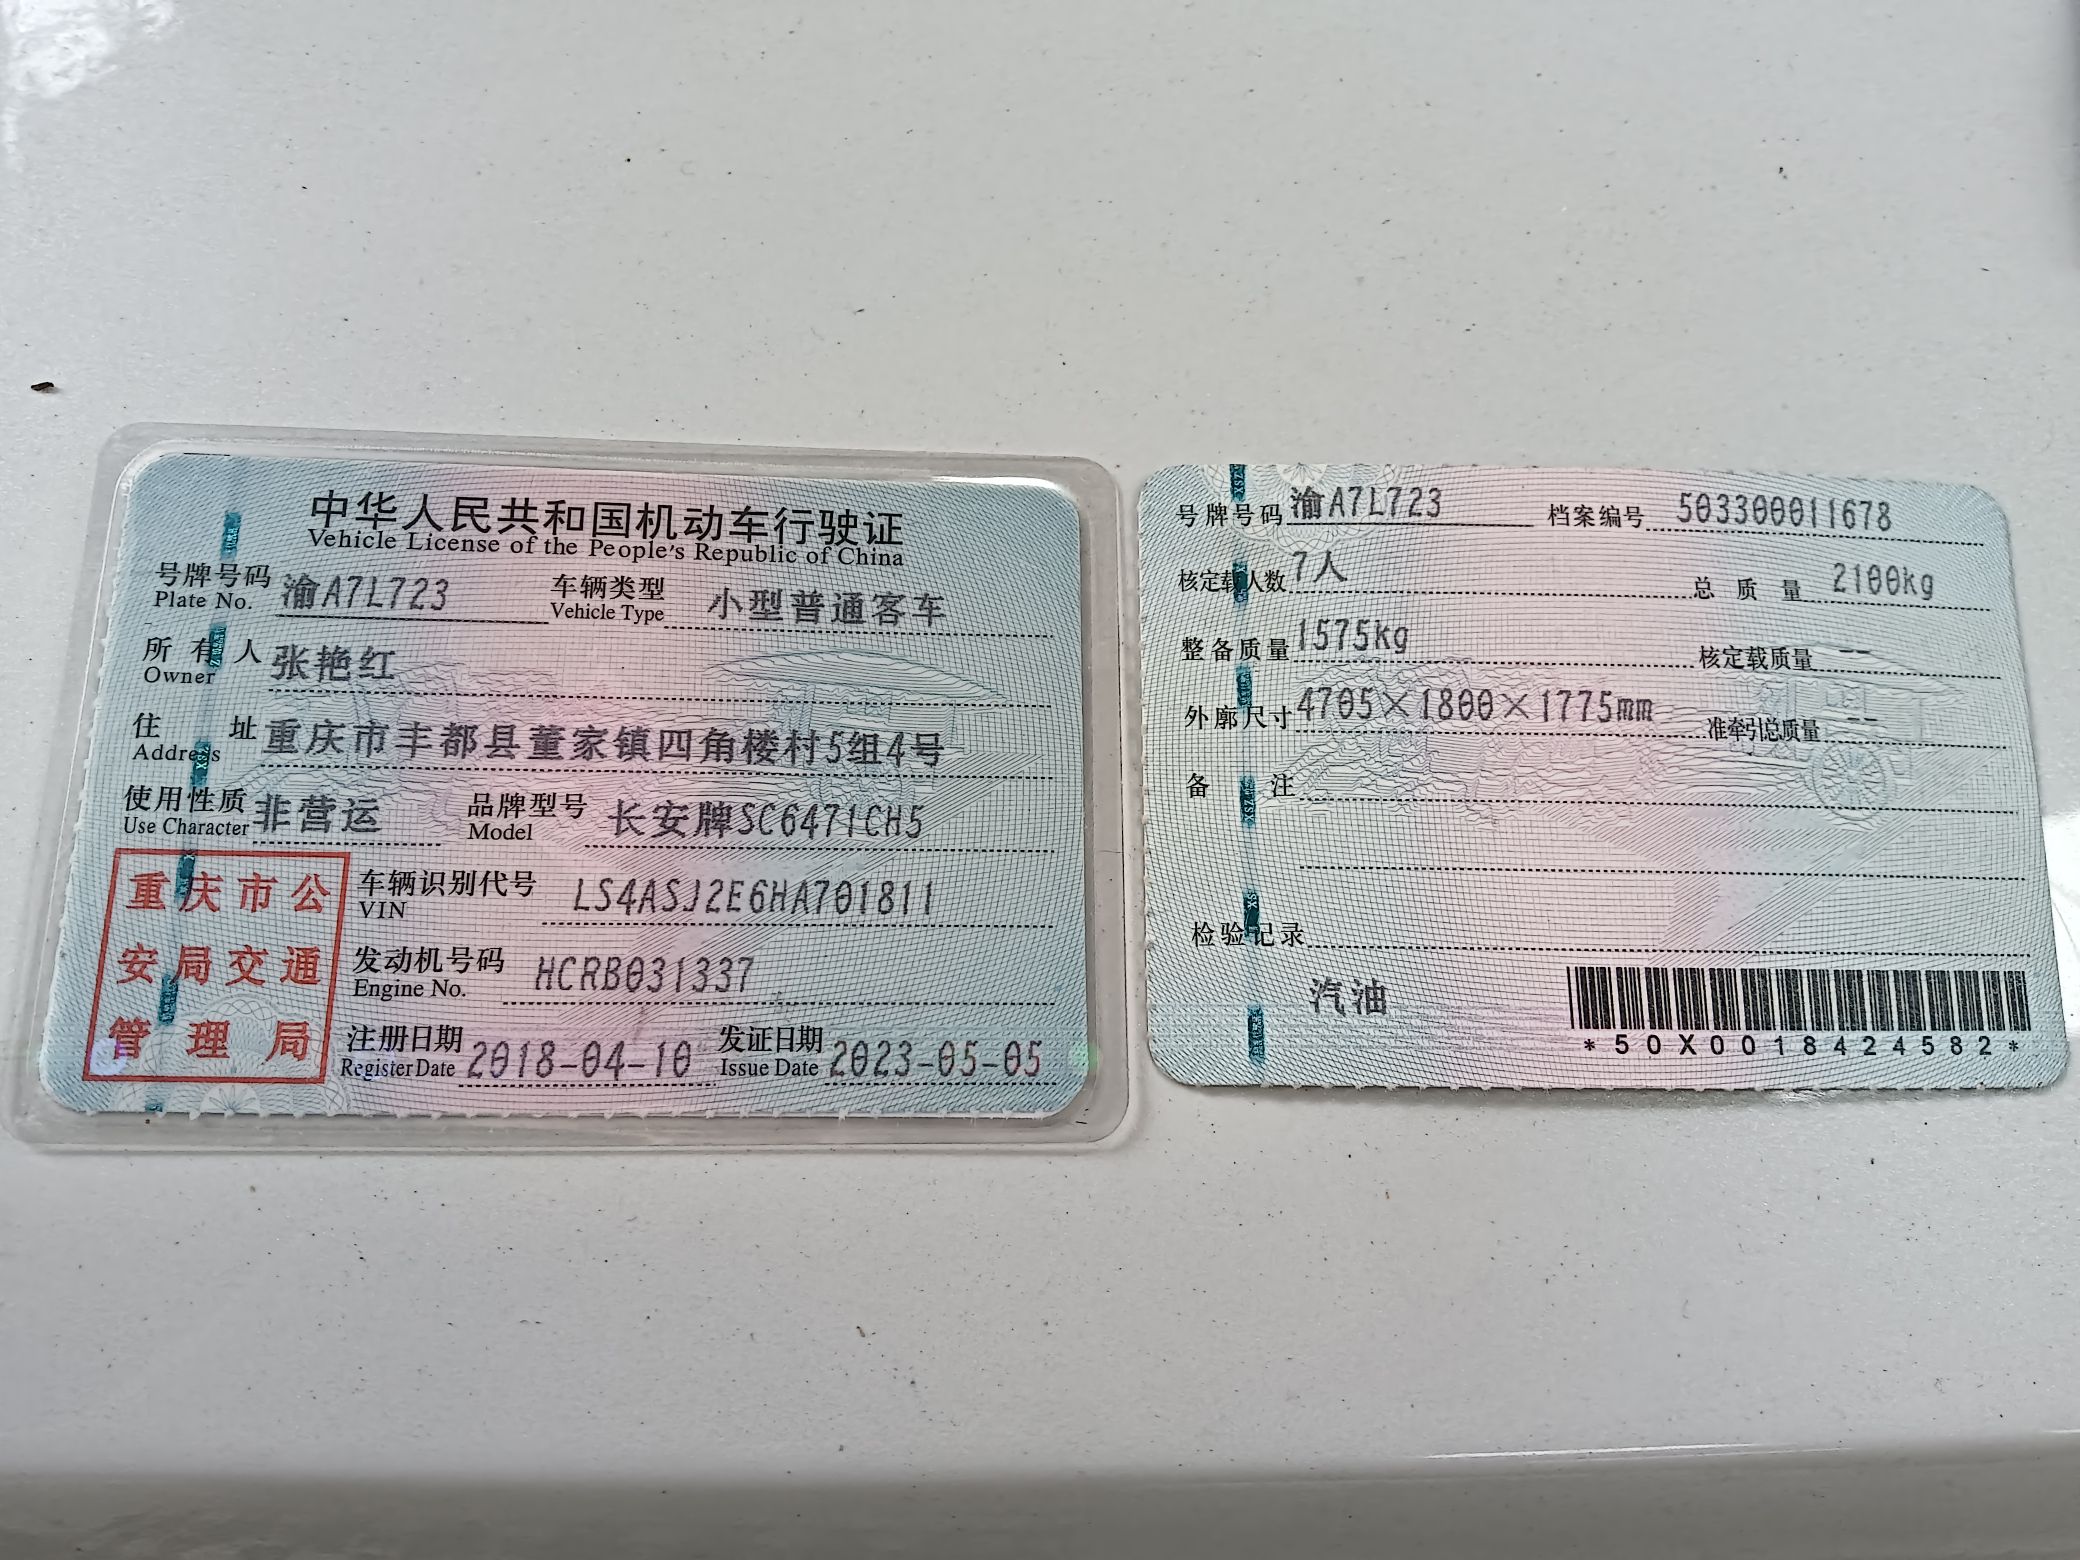 中华人民共和国机动车行驶证
Vehicle License of the People's Republic of China
号牌号码 渝A7L723 车辆类型 小型普通客车
Plate No. Vehicle Type
所有人 张艳红
Owner
住址 重庆市丰都县董家镇四角楼村5组4号
Address
使用性质 非营运 品牌型号 长安牌SC6471CH5
Use Character Model
重庆市公
安局交通
管理局
车辆识别代号 LS4ASJ2E6HA701811
VIN
发动机号码 HCRB031337
Engine No.
注册日期 2018-04-10 发证日期 2023-05-05
Register Date Issue Date
号牌号码 渝A7L723 档案编号 503300011678
核定载人数 7人 总质量 2100kg
整备质量 1575kg 核定载质量 --
外廓尺寸 4705×1800×1775mm 准牵引总质量 --
备注
检验记录
汽油
*50X0018424582*